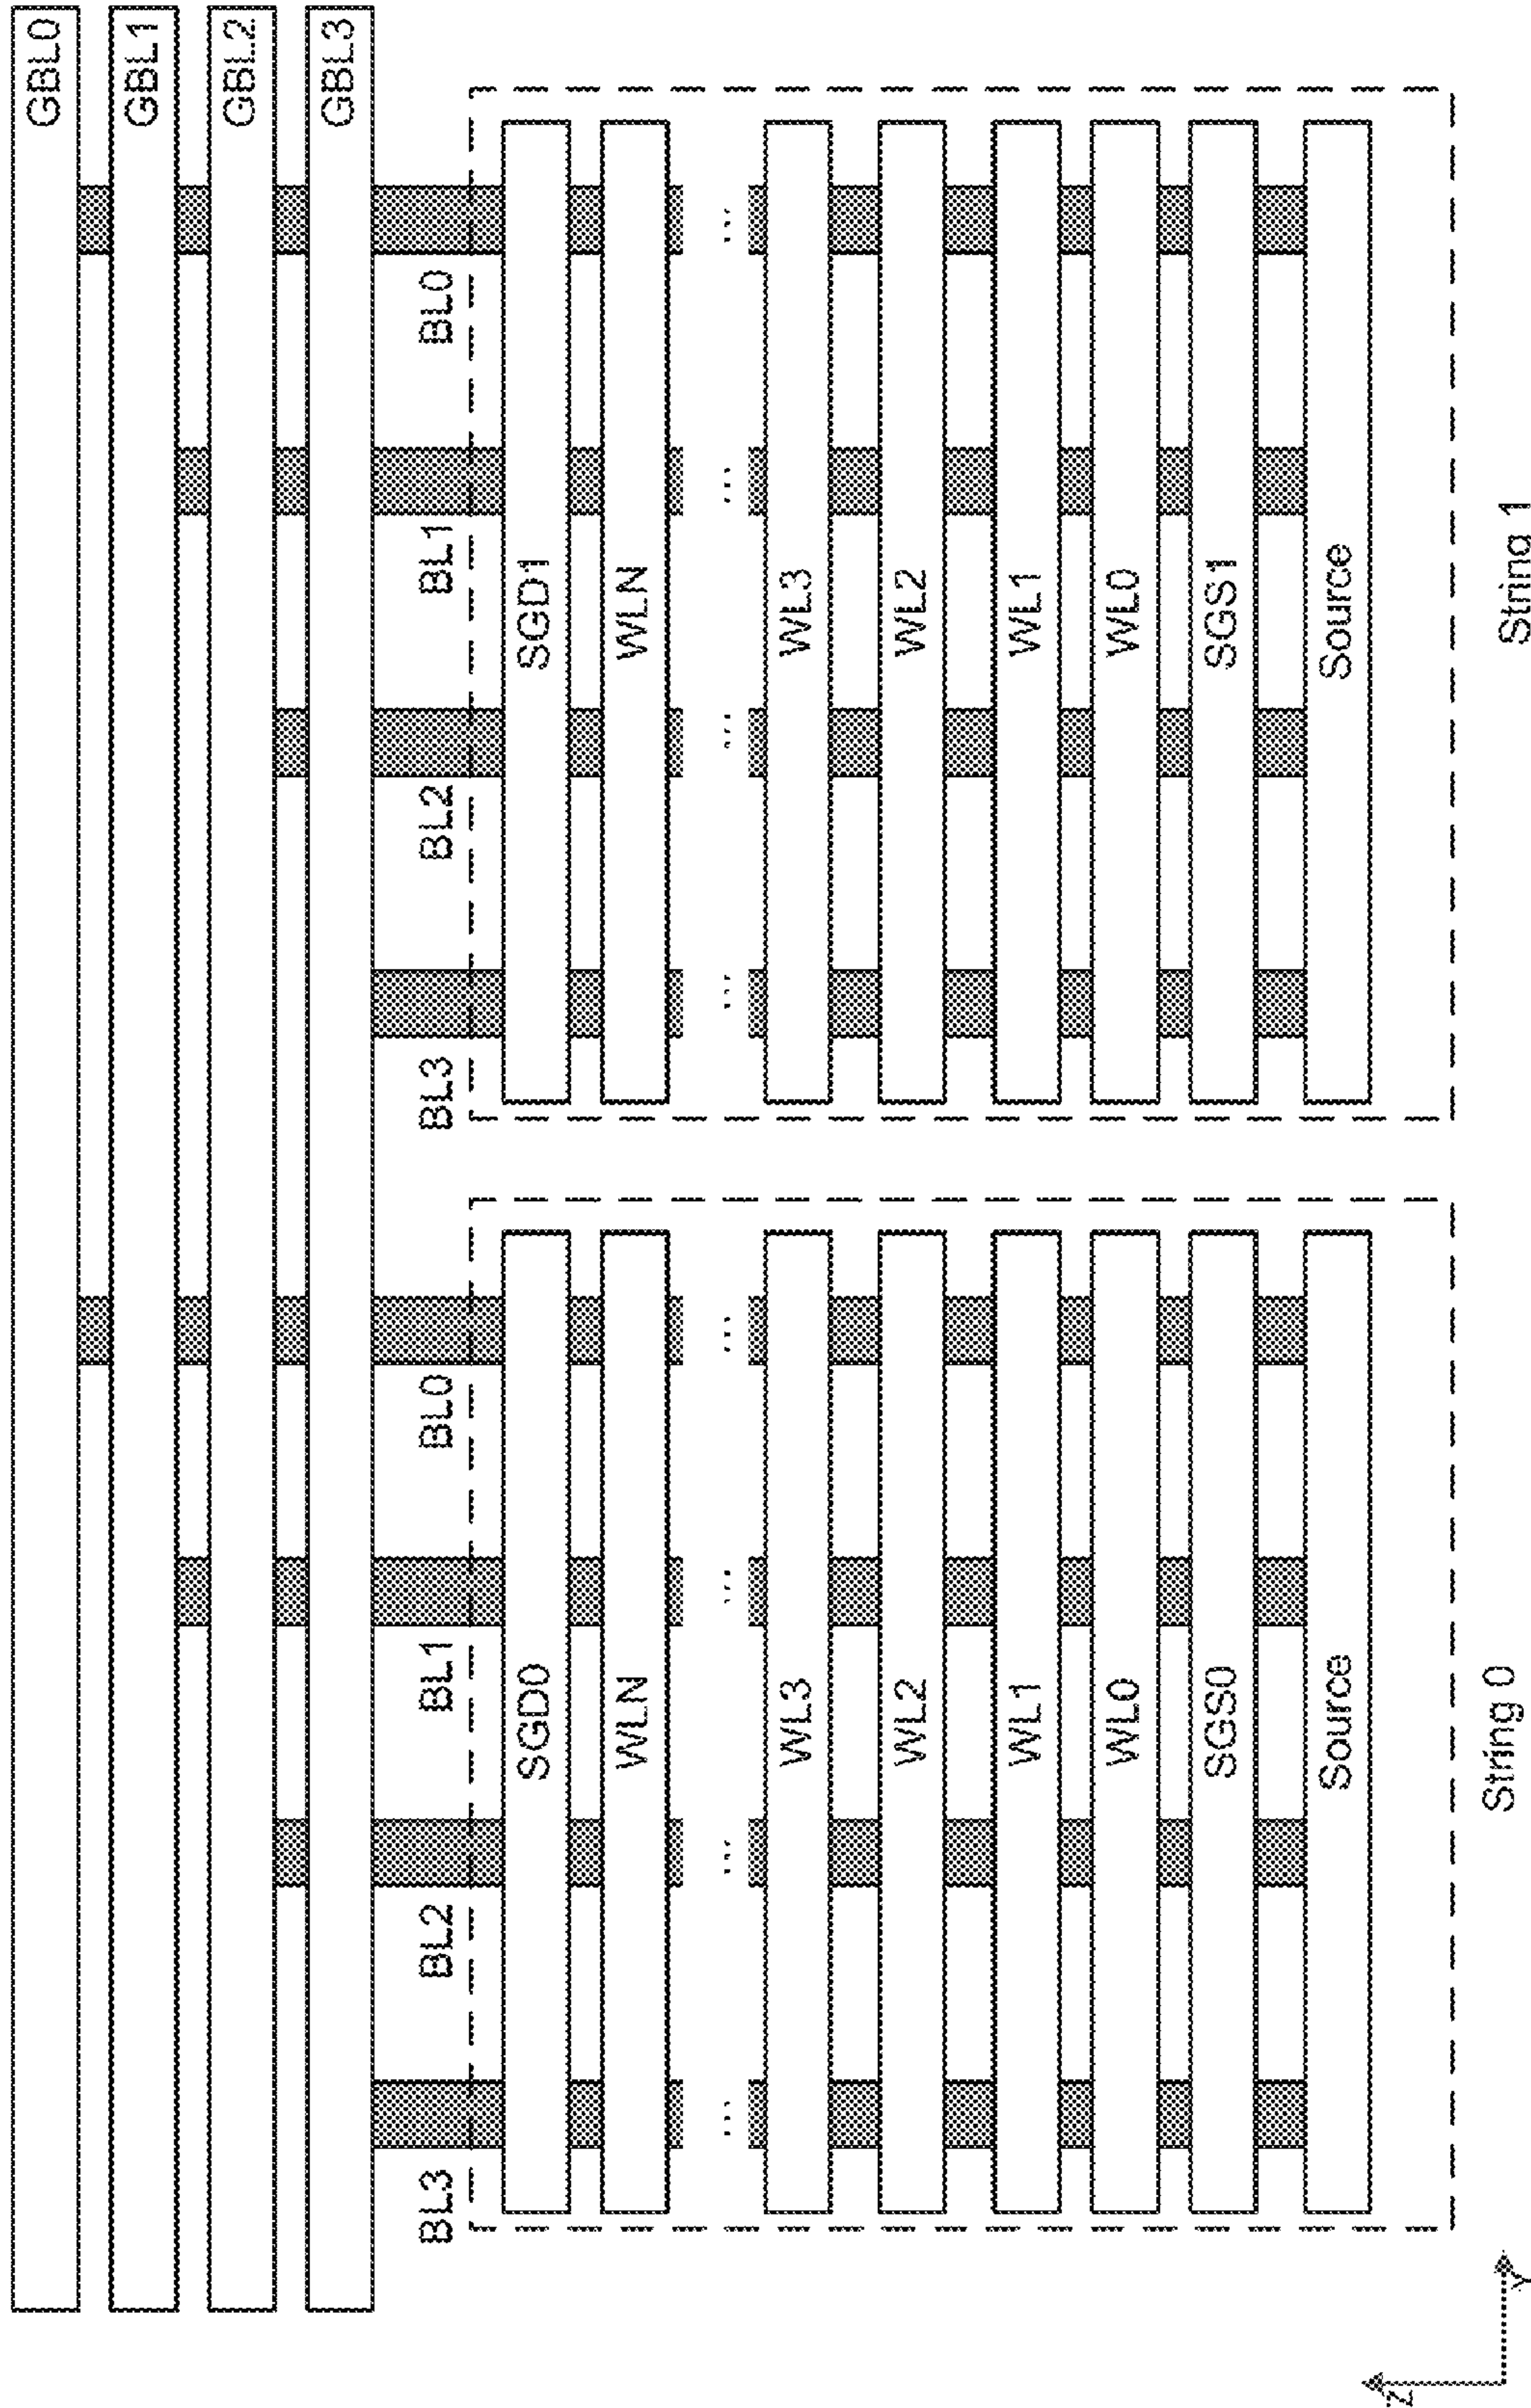 GBL0
GBL1
GBL2
GBL3
BL3 BL2 BL1 BL0 BL3 BL2 BL1 BL0
SGD0 SGD1
WLN WLN
... ... ... ... ... ... ... ...
WL3 WL3
WL2 WL2
WL1 WL1
WL0 WL0
SGS0 SGS1
Source Source
Z
String 0 String 1
Y